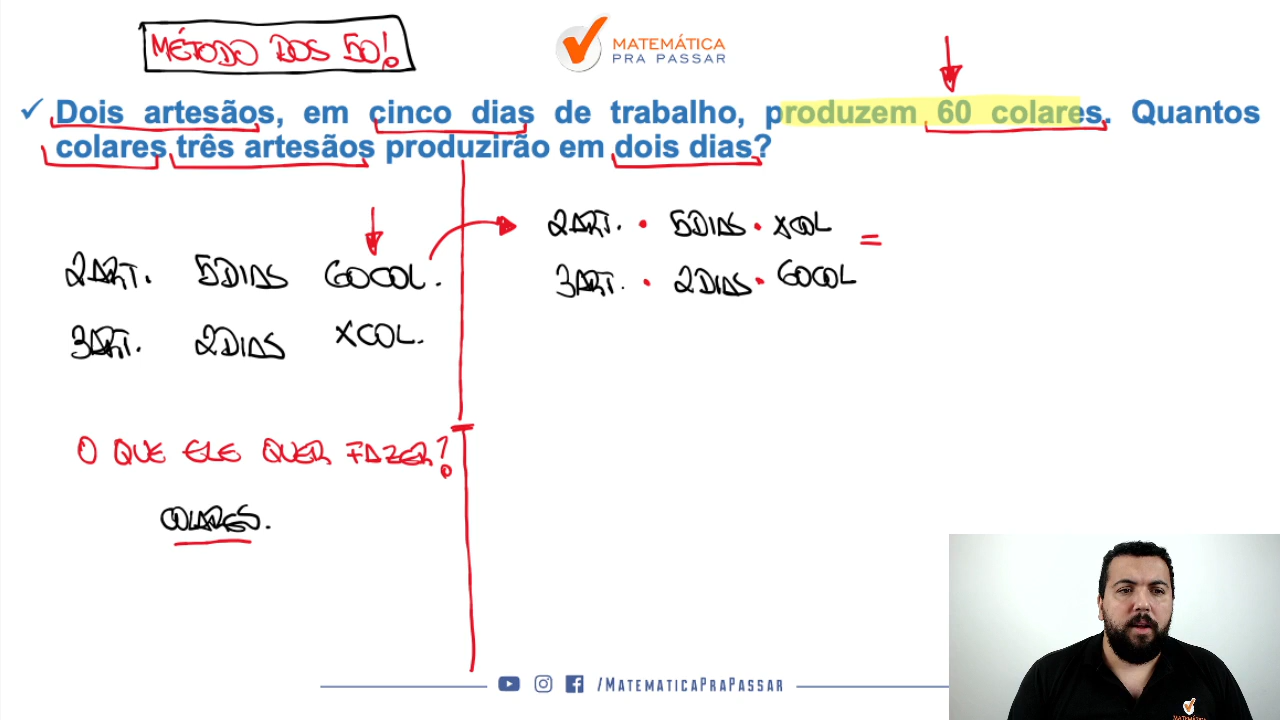 MÉTODO DOS 50!
MATEMÁTICA
PRA PASSAR
✓ Dois artesãos, em cinco dias de trabalho, produzem 60 colares. Quantos
colares três artesãos produzirão em dois dias?
2ART. 5DIAS 60COL.
3ART. 2DIAS XCOL.
2ART. • 5DIAS • XCOL =
3ART. • 2DIAS • 60COL
O QUE ELE QUER FAZER?
COLARES.
/MATEMATICAPRAPASSAR
MATEMÁTICA